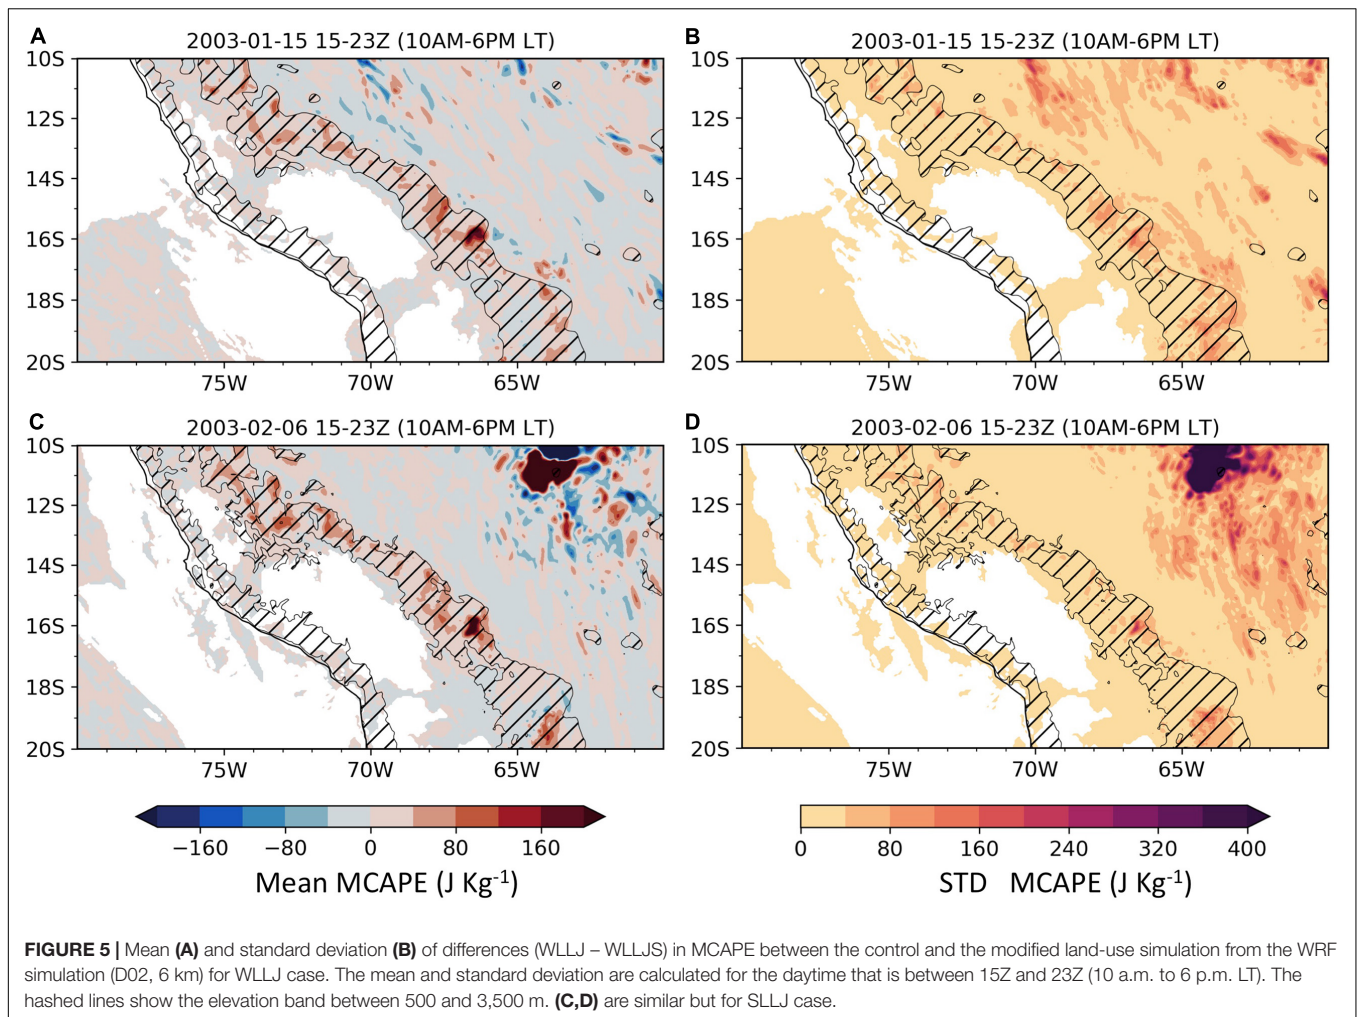 A
2003-01-15 15-23Z (10AM-6PM LT)
10S
12S
14S
16S
18S
20S
75W 70W 65W
B
2003-01-15 15-23Z (10AM-6PM LT)
10S
12S
14S
16S
18S
20S
75W 70W 65W
C
2003-02-06 15-23Z (10AM-6PM LT)
10S
12S
14S
16S
18S
20S
75W 70W 65W
D
2003-02-06 15-23Z (10AM-6PM LT)
10S
12S
14S
16S
18S
20S
75W 70W 65W
−160 −80 0 80 160
Mean MCAPE (J Kg⁻¹)
0 80 160 240 320 400
STD MCAPE (J Kg⁻¹)
FIGURE 5 | Mean (A) and standard deviation (B) of differences (WLLJ – WLLJS) in MCAPE between the control and the modified land-use simulation from the WRF
simulation (D02, 6 km) for WLLJ case. The mean and standard deviation are calculated for the daytime that is between 15Z and 23Z (10 a.m. to 6 p.m. LT). The
hashed lines show the elevation band between 500 and 3,500 m. (C,D) are similar but for SLLJ case.